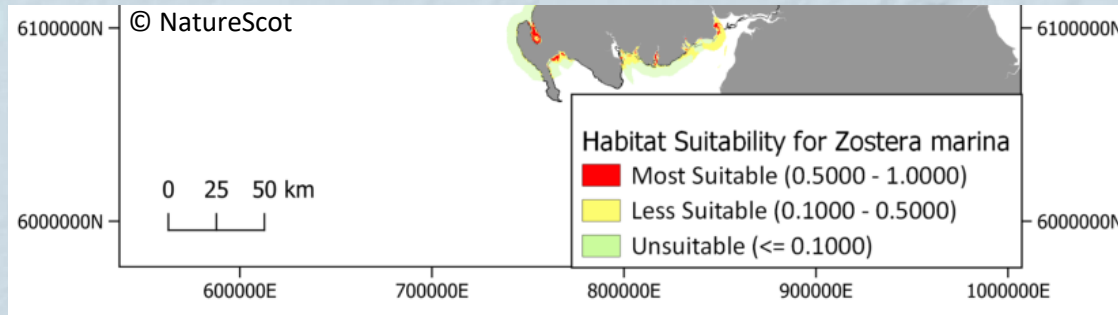 © NatureScot
6100000N
6100000N
Habitat Suitability for Zostera marina
Most Suitable (0.5000 - 1.0000)
0 25 50 km
Less Suitable (0.1000 - 0.5000)
6000000N
6000000N
Unsuitable (<= 0.1000)
600000E 700000E 800000E 900000E 1000000E